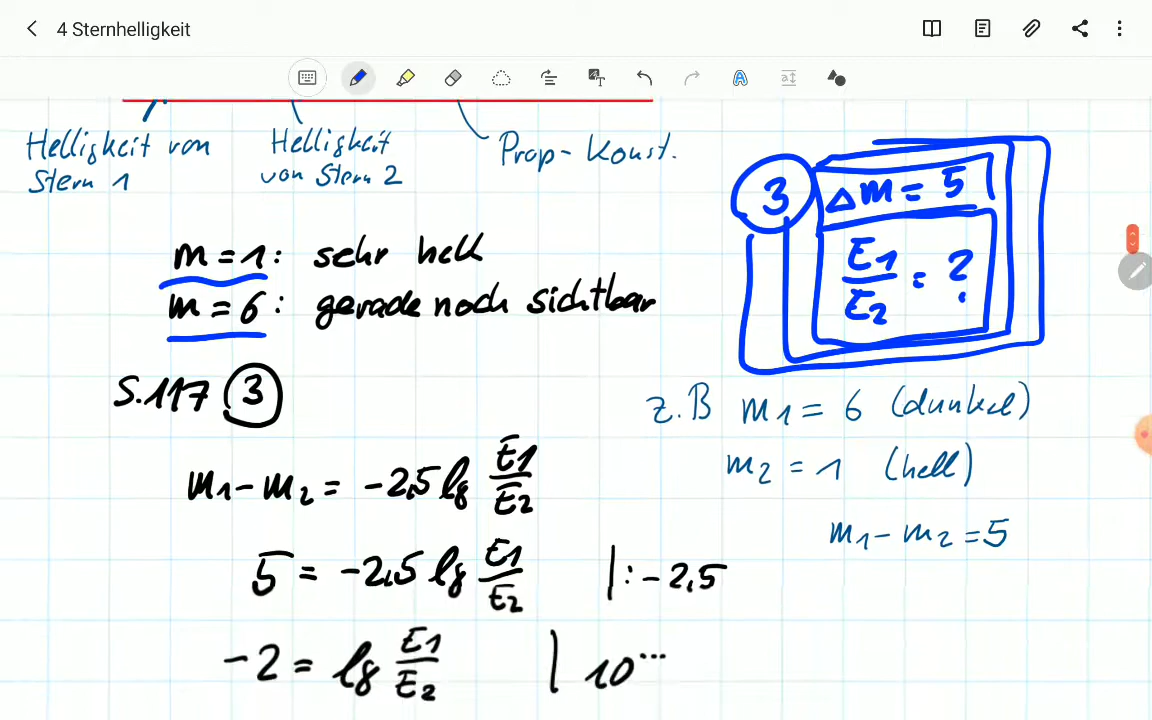 4 Sternhelligkeit
Helligkeit von
Stern 1
Helligkeit
von Stern 2
Prop-Konst.
m = 1: sehr hell
m = 6: gerade noch sichtbar
3
Δm = 5
E1/E2 = ?
S.117 3
z.B m1 = 6 (dunkel)
m2 = 1 (hell)
m1 - m2 = 5
m1 - m2 = -2,5 lg E1/E2
5 = -2,5 lg E1/E2 |: -2,5
-2 = lg E1/E2 | 10...